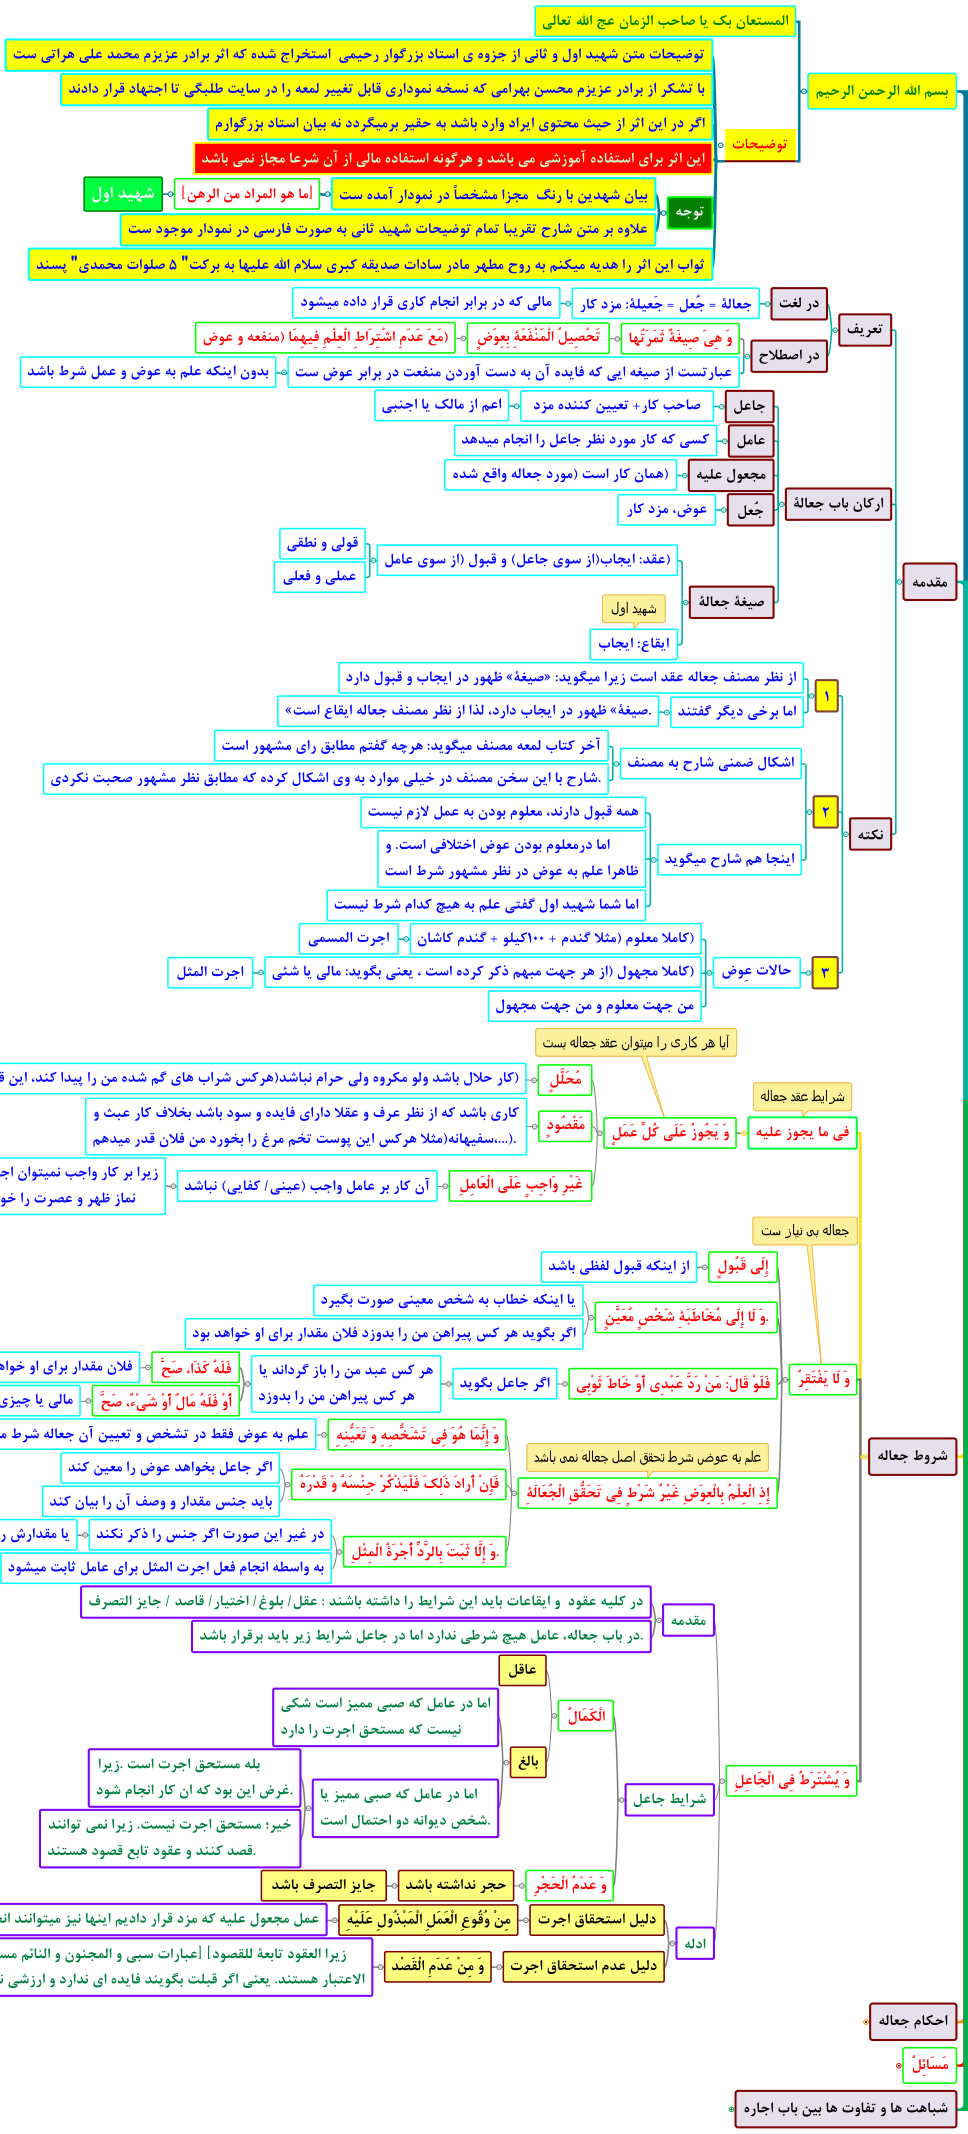 المستعان بک یا صاحب الزمان عج الله تعالی
بسم الله الرحمن الرحیم
توضیحات
توضیحات متن شهید اول و ثانی از جزوه ی استاد بزرگوار رحیمی استخراج شده که اثر برادر عزیزم محمد علی هراتی ست
با تشکر از برادر عزیزم محسن بهرامی که نسخه نموداری قابل تغییر لمعه را در سایت طلبگی تا اجتهاد قرار دادند
اگر در این اثر از حیث محتوی ایراد وارد باشد به حقیر برمیگردد نه بیان استاد بزرگوارم
این اثر برای استفاده آموزشی می باشد و هرگونه استفاده مالی از آن شرعا مجاز نمی باشد
توجه
بیان شهدین با رنگ مجزا مشخصاً در نمودار آمده ست
[ما هو المراد من الرهن]
شهید اول
علاوه بر متن شارح تقریبا تمام توضیحات شهید ثانی به صورت فارسی در نمودار موجود ست
ثواب این اثر را هدیه میکنم به روح مطهر مادر سادات صدیقه کبری سلام الله علیها به برکت" ۵ صلوات محمدی" پسند
مقدمه
تعریف
در لغت
جعالهٔ = جُعل = جَعیلهٔ: مزد کار
مالی که در برابر انجام کاری قرار داده میشود
در اصطلاح
وَ هِیَ صِیغَةٌ ثَمَرَتُها
تَحْصِیلُ الْمَنْفَعَةِ بِعِوَضٍ
(مَعَ عَدَمِ اشْتِرَاطِ الْعِلْمِ فِیهِمَا (منفعه و عوض
عبارتست از صیغه ایی که فایده آن به دست آوردن منفعت در برابر عوض ست
بدون اینکه علم به عوض و عمل شرط باشد
ارکان باب جعالهٔ
جاعل
صاحب کار+ تعیین کننده مزد
اعم از مالک یا اجنبی
عامل
کسی که کار مورد نظر جاعل را انجام میدهد
مجعول علیه
(همان کار است (مورد جعاله واقع شده
جُعل
عوض، مزد کار
صیغهٔ جعالهٔ
(عقد: ایجاب(از سوی جاعل) و قبول (از سوی عامل
قولی و نطقی
عملی و فعلی
شهید اول
ایقاع: ایجاب
نکته
۱
از نظر مصنف جعاله عقد است زیرا میگوید: «صیغهٔ» ظهور در ایجاب و قبول دارد
اما برخی دیگر گفتند
.صیغهٔ» ظهور در ایجاب دارد، لذا از نظر مصنف جعاله ایقاع است»
۲
اشکال ضمنی شارح به مصنف
آخر کتاب لمعه مصنف میگوید: هرچه گفتم مطابق رای مشهور است
.شارح با این سخن مصنف در خیلی موارد به وی اشکال کرده که مطابق نظر مشهور صحبت نکردی
اینجا هم شارح میگوید
همه قبول دارند، معلوم بودن به عمل لازم نیست
اما درمعلوم بودن عوض اختلافی است. و
ظاهرا علم به عوض در نظر مشهور شرط است
اما شما شهید اول گفتی علم به هیچ کدام شرط نیست
۳
حالات عِوض
(کاملا معلوم (مثلا گندم + ۱۰۰کیلو + گندم کاشان
اجرت المسمی
(کاملا مجهول (از هر جهت مبهم ذکر کرده است ، یعنی بگوید: مالی یا شئی
اجرت المثل
من جهت معلوم و من جهت مجهول
شروط جعاله
شرایط عقد جعاله
فی ما یجوز علیه
آیا هر کاری را میتوان عقد جعاله بست
وَ یَجُوزُ عَلَی کُلِّ عَمَلٍ
مُحَلَّلٍ
(کار حلال باشد ولو مکروه ولی حرام نباشد(هرکس شراب های گم شده من را پیدا کند، این
مَقْصُودٍ
کاری باشد که از نظر عرف و عقلا دارای فایده و سود باشد بخلاف کار عبث و
.(....،سفیهانه(مثلا هرکس این پوست تخم مرغ را بخورد من فلان قدر میدهم
غَیْرِ وَاجِبٍ عَلَی الْعَامِلِ
آن کار بر عامل واجب (عینی/ کفایی) نباشد
زیرا بر کار واجب نمیتوان
نماز ظهر و عصرت را
جعاله بی نیاز ست
وَ لَا یَفْتَقِرُ
إلَی قَبُولٍ
از اینکه قبول لفظی باشد
.وَ لَا إلَی مُخَاطَبَةِ شَخْصٍ مُعَیَّنٍ
یا اینکه خطاب به شخص معینی صورت بگیرد
اگر بگوید هر کس پیراهن من را بدوزد فلان مقدار برای او خواهد بود
فَلَوْ قَالَ: مَنْ رَدَّ عَبْدِی أَوْ خَاطَ ثَوْبِی
اگر جاعل بگوید
هر کس عبد من را باز گرداند یا
هر کس پیراهن من را بدوزد
فَلَهُ کَذَا، صَحَّ
فلان مقدار برای او
أَوْ فَلَهُ مَالٌ أَوْ شَیْءٌ، صَحَّ
مالی یا چیزی
علم به عوض شرط تحقق اصل جعاله نمی باشد
إذِ الْعِلْمُ بِالْعِوَضِ غَیْرُ شَرْطٍ فِی تَحَقُّقِ الْجُعَالَةِ
وَ إنَّمَا هُوَ فِی تَشَخُّصِهِ وَ تَعَیُّنِهِ
علم به عوض فقط در تشخص و تعیین آن جعاله شرط
فَإنْ أَرَادَ ذَلِکَ فَلْیَذْکُرْ جِنْسَهُ وَ قَدْرَهُ
اگر جاعل بخواهد عوض را معین کند
باید جنس مقدار و وصف آن را بیان کند
.وَ إلَّا ثَبَتَ بِالرَّدِّ أُجْرَةُ الْمِثْلِ
در غیر این صورت اگر جنس را ذکر نکند
یا مقدارش
به واسطه انجام فعل اجرت المثل برای عامل ثابت میشود
وَ یُشْتَرَطُ فِی الْجَاعِلِ
مقدمه
در کلیه عقود و ایقاعات باید این شرایط را داشته باشند : عقل/ بلوغ/ اختیار/ قاصد / جایز التصرف
.در باب جعاله، عامل هیچ شرطی ندارد اما در جاعل شرایط زیر باید برقرار باشد
شرایط جاعل
الْکَمَالُ
عاقل
بالغ
اما در عامل که صبی ممیز است شکی
نیست که مستحق اجرت را دارد
اما در عامل که صبی ممیز یا
.شخص دیوانه دو احتمال است
بله مستحق اجرت است .زیرا
.غرض این بود که ان کار انجام شود
خیر؛ مستحق اجرت نیست. زیرا نمی توانند
.قصد کنند و عقود تابع قصود هستند
وَ عَدَمُ الْحَجْرِ
حجر نداشته باشد
جایز التصرف باشد
ادله
دلیل استحقاق اجرت
مِنْ وُقُوعِ الْعَمَلِ الْمَبْذُولِ عَلَیْهِ
عمل مجعول علیه که مزد قرار دادیم اینها نیز میتوانند
دلیل عدم استحقاق اجرت
وَ مِنْ عَدَمِ الْقَصْد
زیرا العقود تابعهٔ للقصود] [عبارات سبی و المجنون و النائم
الاعتبار هستند. یعنی اگر قبلت بگویند فایده ای ندارد و ارزشی
احکام جعاله
مَسَائِلُ
شباهت ها و تفاوت ها بین باب اجاره